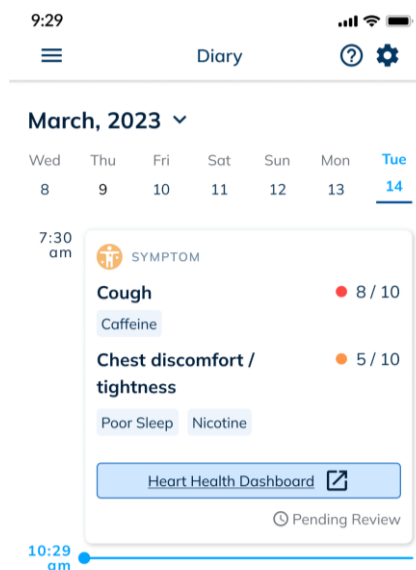 9:29
Diary
March, 2023
Wed Thu Fri Sat Sun Mon Tue
8 9 10 11 12 13 14
7:30
am
SYMPTOM
Cough 8 / 10
Caffeine
Chest discomfort / 5 / 10
tightness
Poor Sleep Nicotine
Heart Health Dashboard
Pending Review
10:29
am